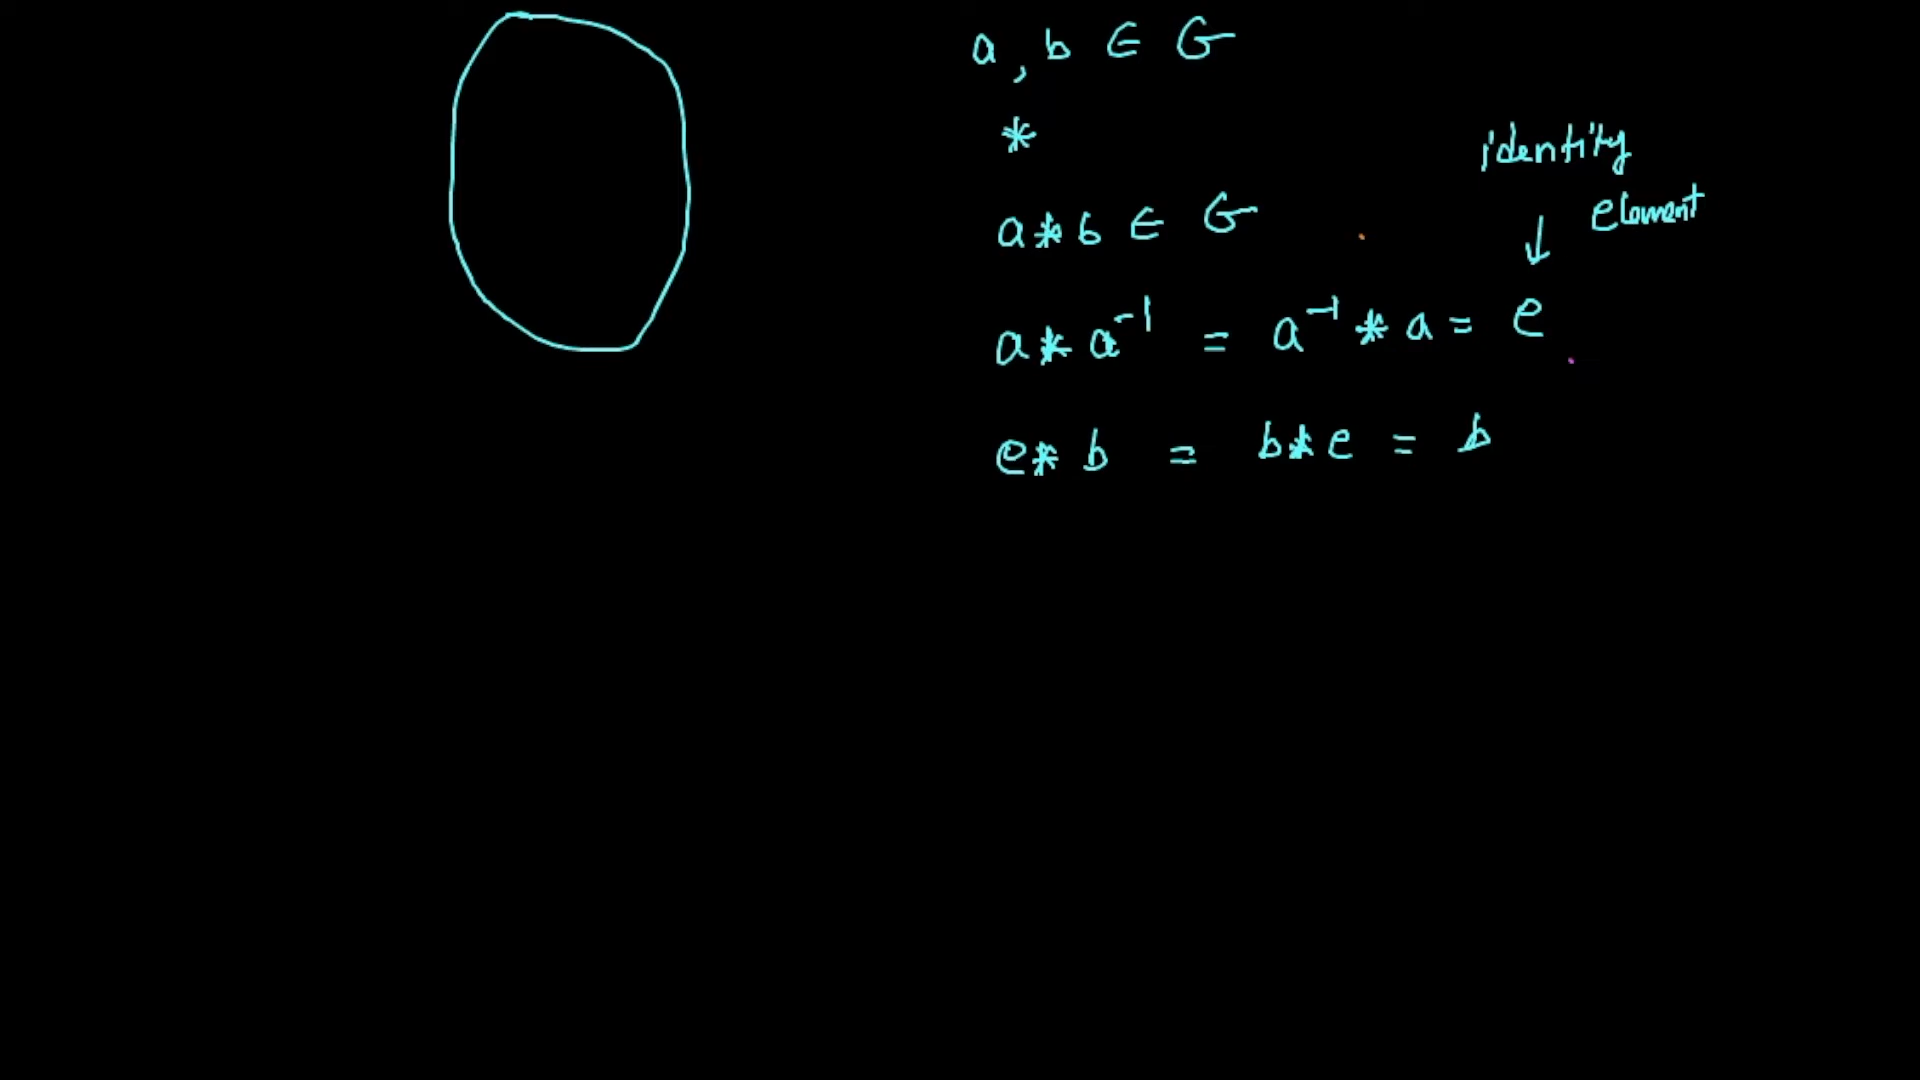 a, b ∈ G
*
identity
element
a * b ∈ G
↓
a * a⁻¹ = a⁻¹ * a = e
e * b = b * e = b